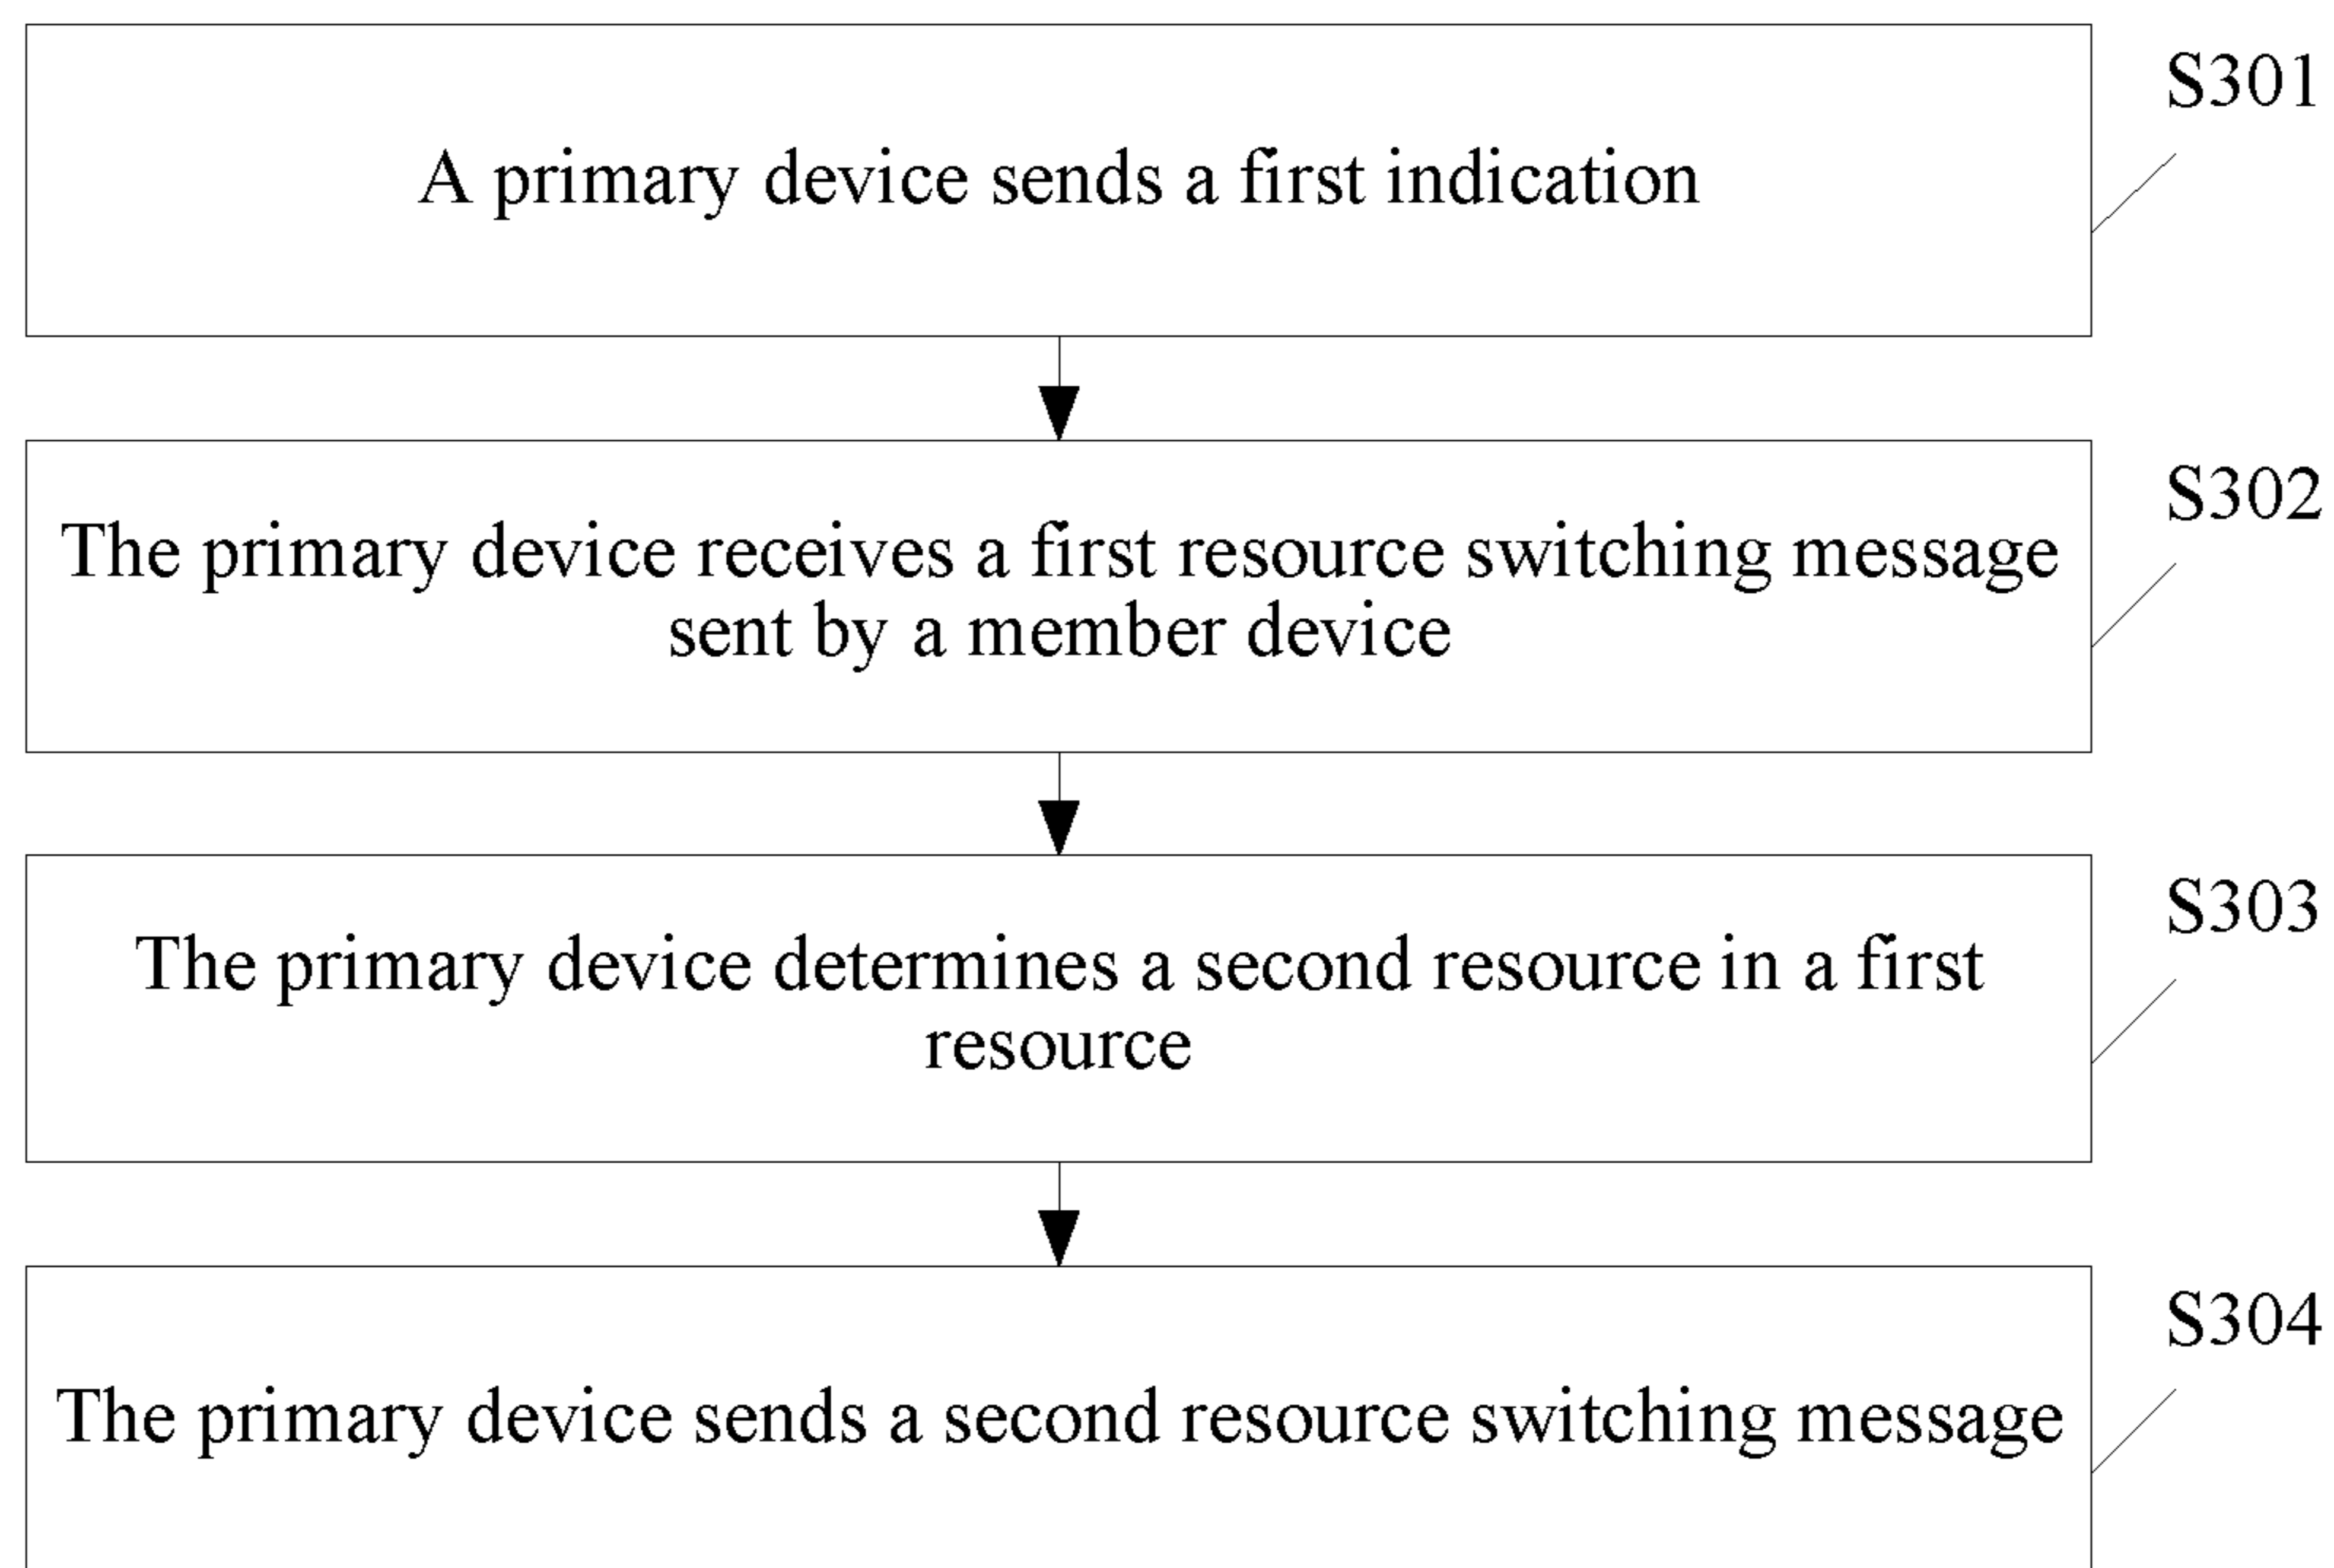 S301
A primary device sends a first indication
S302
The primary device receives a first resource switching message
sent by a member device
S303
The primary device determines a second resource in a first
resource
S304
The primary device sends a second resource switching message